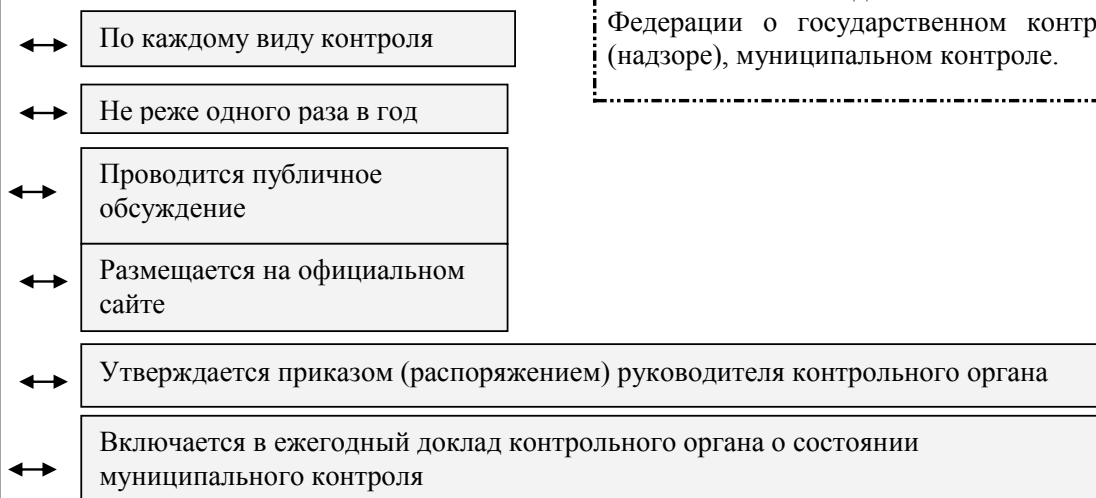 По каждому виду контроля
Не реже одного раза в год
Проводится публичное
обсуждение
Размещается на официальном
сайте
Утверждается приказом (распоряжением) руководителя контрольного органа
Включается в ежегодный доклад контрольного органа о состоянии
муниципального контроля
Федерации о государственном контр
(надзоре), муниципальном контроле.